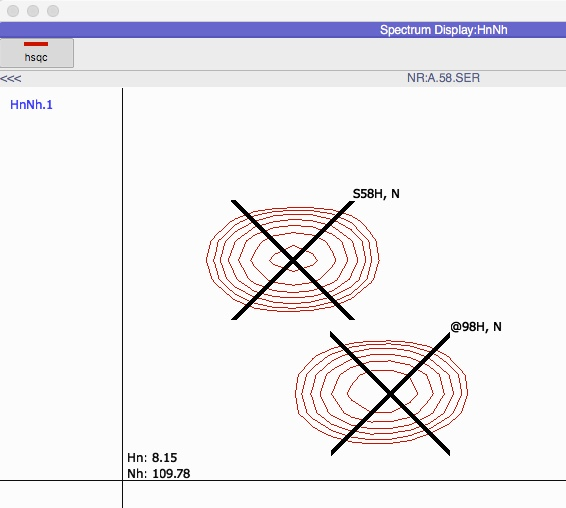 Spectrum Display:HnNh
hsqc
<<< NR:A.58.SER
HnNh.1
S58H, N
@98H, N
Hn: 8.15
Nh: 109.78